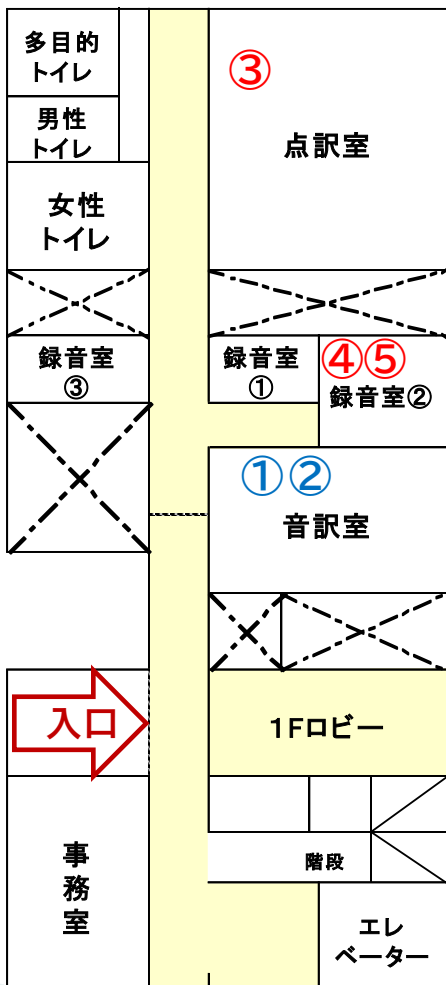 多目的
トイレ
③
点訳室
男性
トイレ
女性
トイレ
録音室
③
録音室
①
④⑤
録音室②
①②
音訳室
入口
1Fロビー
事
務
室
階段
エレ
ベーター